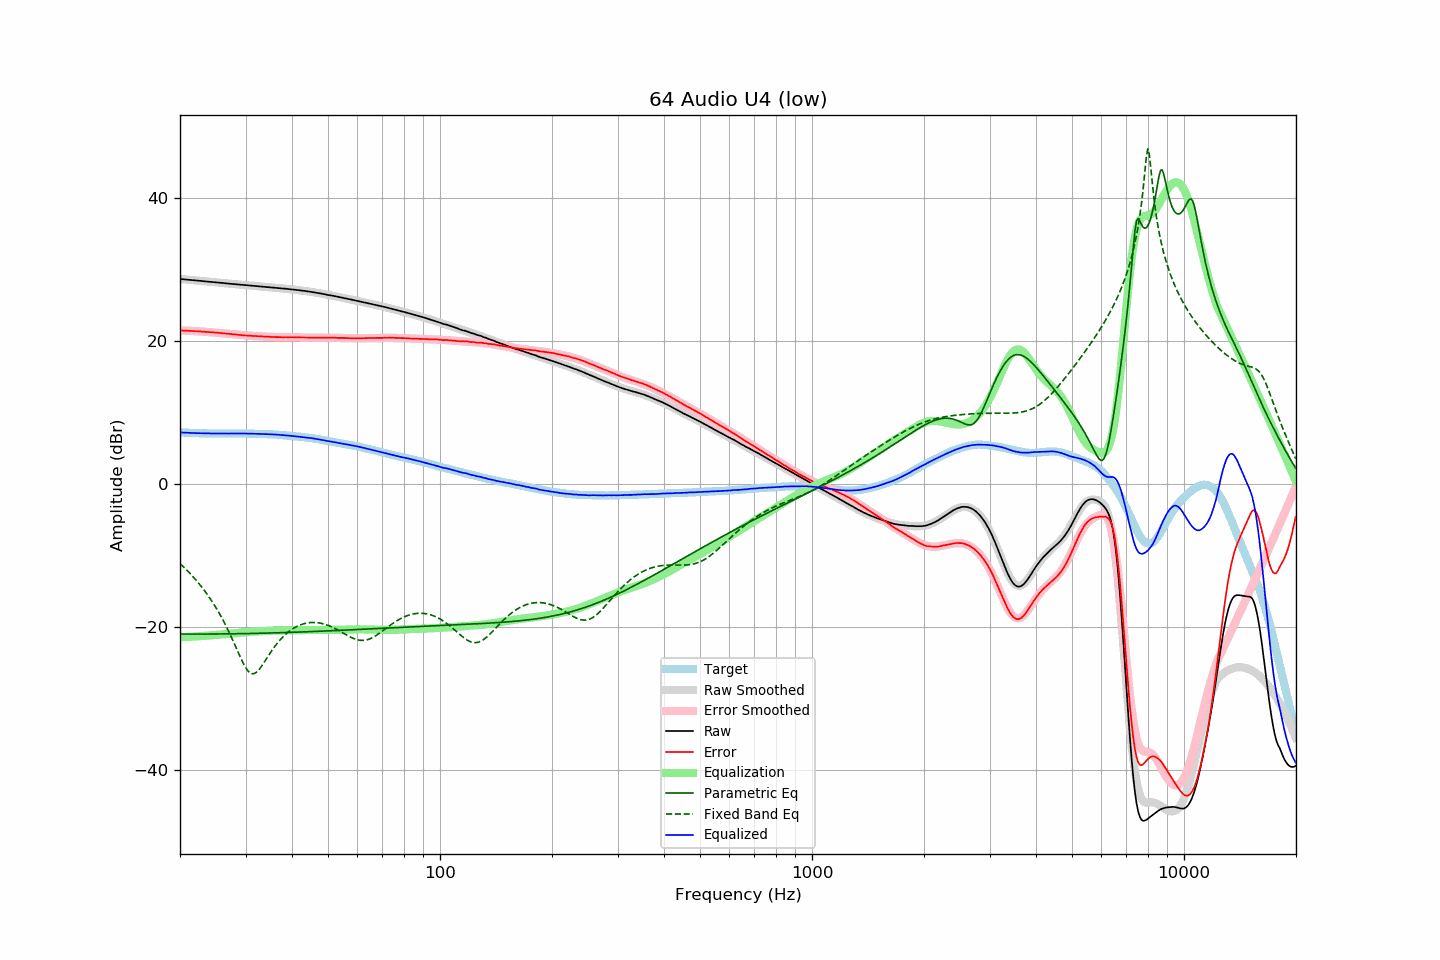 64 Audio U4 (low)
Amplitude (dBr)
40
20
0
−20
−40
Target
Raw Smoothed
Error Smoothed
Raw
Error
Equalization
Parametric Eq
Fixed Band Eq
Equalized
100
1000
10000
Frequency (Hz)